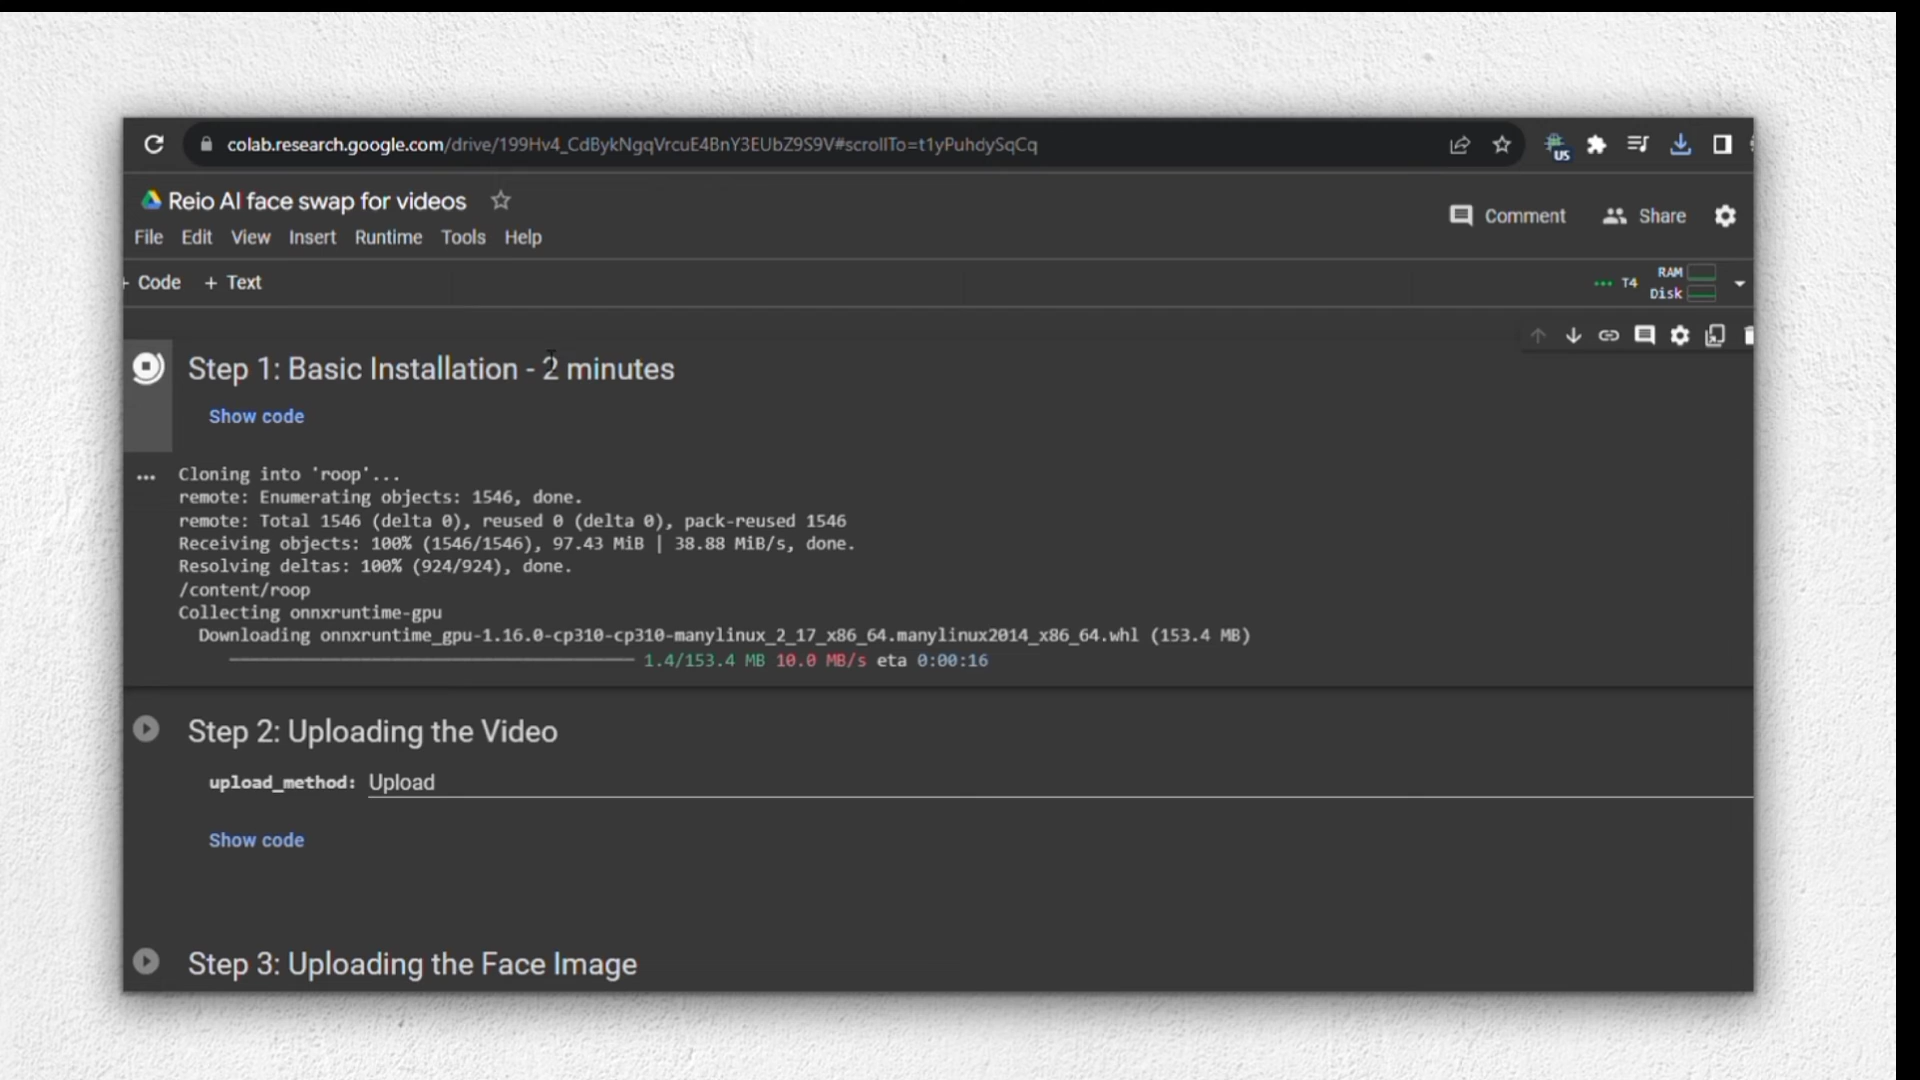 colab.research.google.com/drive/199Hv4_CdBykNgqVrcuE4BnY3EUbZ9S9V#scrollTo=t1yPuhdySqCq
US
Reio AI face swap for videos
Comment
Share
File Edit View Insert Runtime Tools Help
+ Code + Text
T4
RAM
Disk
Step 1: Basic Installation - 2 minutes
Show code
Cloning into 'roop'...
remote: Enumerating objects: 1546, done.
remote: Total 1546 (delta 0), reused 0 (delta 0), pack-reused 1546
Receiving objects: 100% (1546/1546), 97.43 MiB | 38.88 MiB/s, done.
Resolving deltas: 100% (924/924), done.
/content/roop
Collecting onnxruntime-gpu
Downloading onnxruntime_gpu-1.16.0-cp310-cp310-manylinux_2_17_x86_64.manylinux2014_x86_64.whl (153.4 MB)
1.4/153.4 MB 10.0 MB/s eta 0:00:16
Step 2: Uploading the Video
upload_method: Upload
Show code
Step 3: Uploading the Face Image